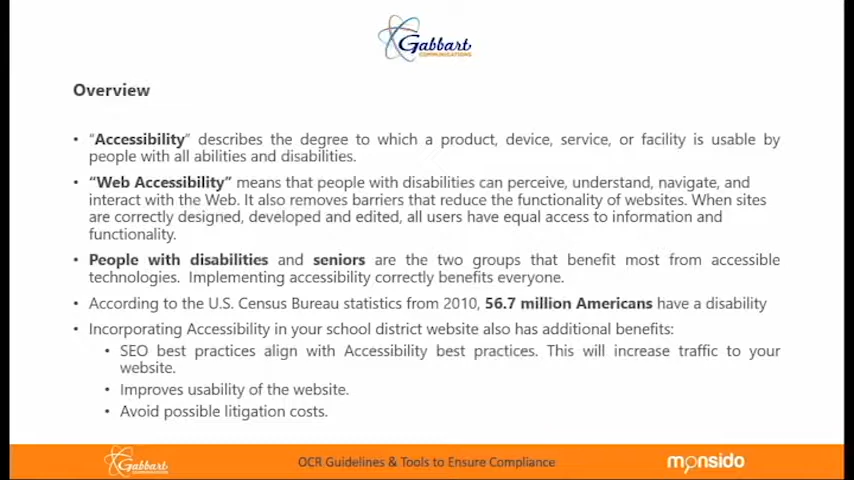 Gabbart
COMMUNICATIONS
Overview
• “Accessibility” describes the degree to which a product, device, service, or facility is usable by
people with all abilities and disabilities.
• “Web Accessibility” means that people with disabilities can perceive, understand, navigate, and
interact with the Web. It also removes barriers that reduce the functionality of websites. When sites
are correctly designed, developed and edited, all users have equal access to information and
functionality.
• People with disabilities and seniors are the two groups that benefit most from accessible
technologies. Implementing accessibility correctly benefits everyone.
• According to the U.S. Census Bureau statistics from 2010, 56.7 million Americans have a disability
• Incorporating Accessibility in your school district website also has additional benefits:
• SEO best practices align with Accessibility best practices. This will increase traffic to your
website.
• Improves usability of the website.
• Avoid possible litigation costs.
Gabbart
COMMUNICATIONS
OCR Guidelines & Tools to Ensure Compliance
monsido